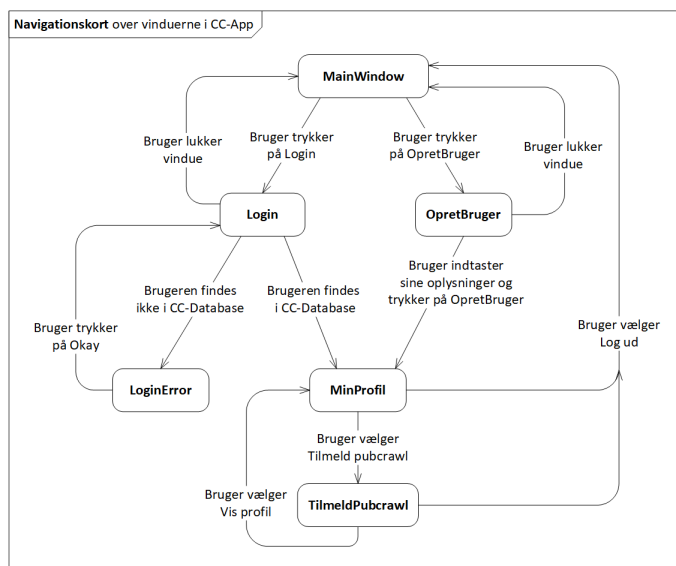 Navigationskort over vinduerne i CC-App
MainWindow
Bruger lukker
vindue
Bruger trykker
på Login
Bruger trykker
på OpretBruger
Bruger lukker
vindue
Login
OpretBruger
Brugeren findes
ikke i CC-Database
Brugeren findes
i CC-Database
Bruger indtaster
sine oplysninger og
trykker på OpretBruger
Bruger trykker
på Okay
Bruger vælger
Log ud
LoginError
MinProfil
Bruger vælger
Tilmeld pubcrawl
Bruger vælger
Vis profil
TilmeldPubcrawl